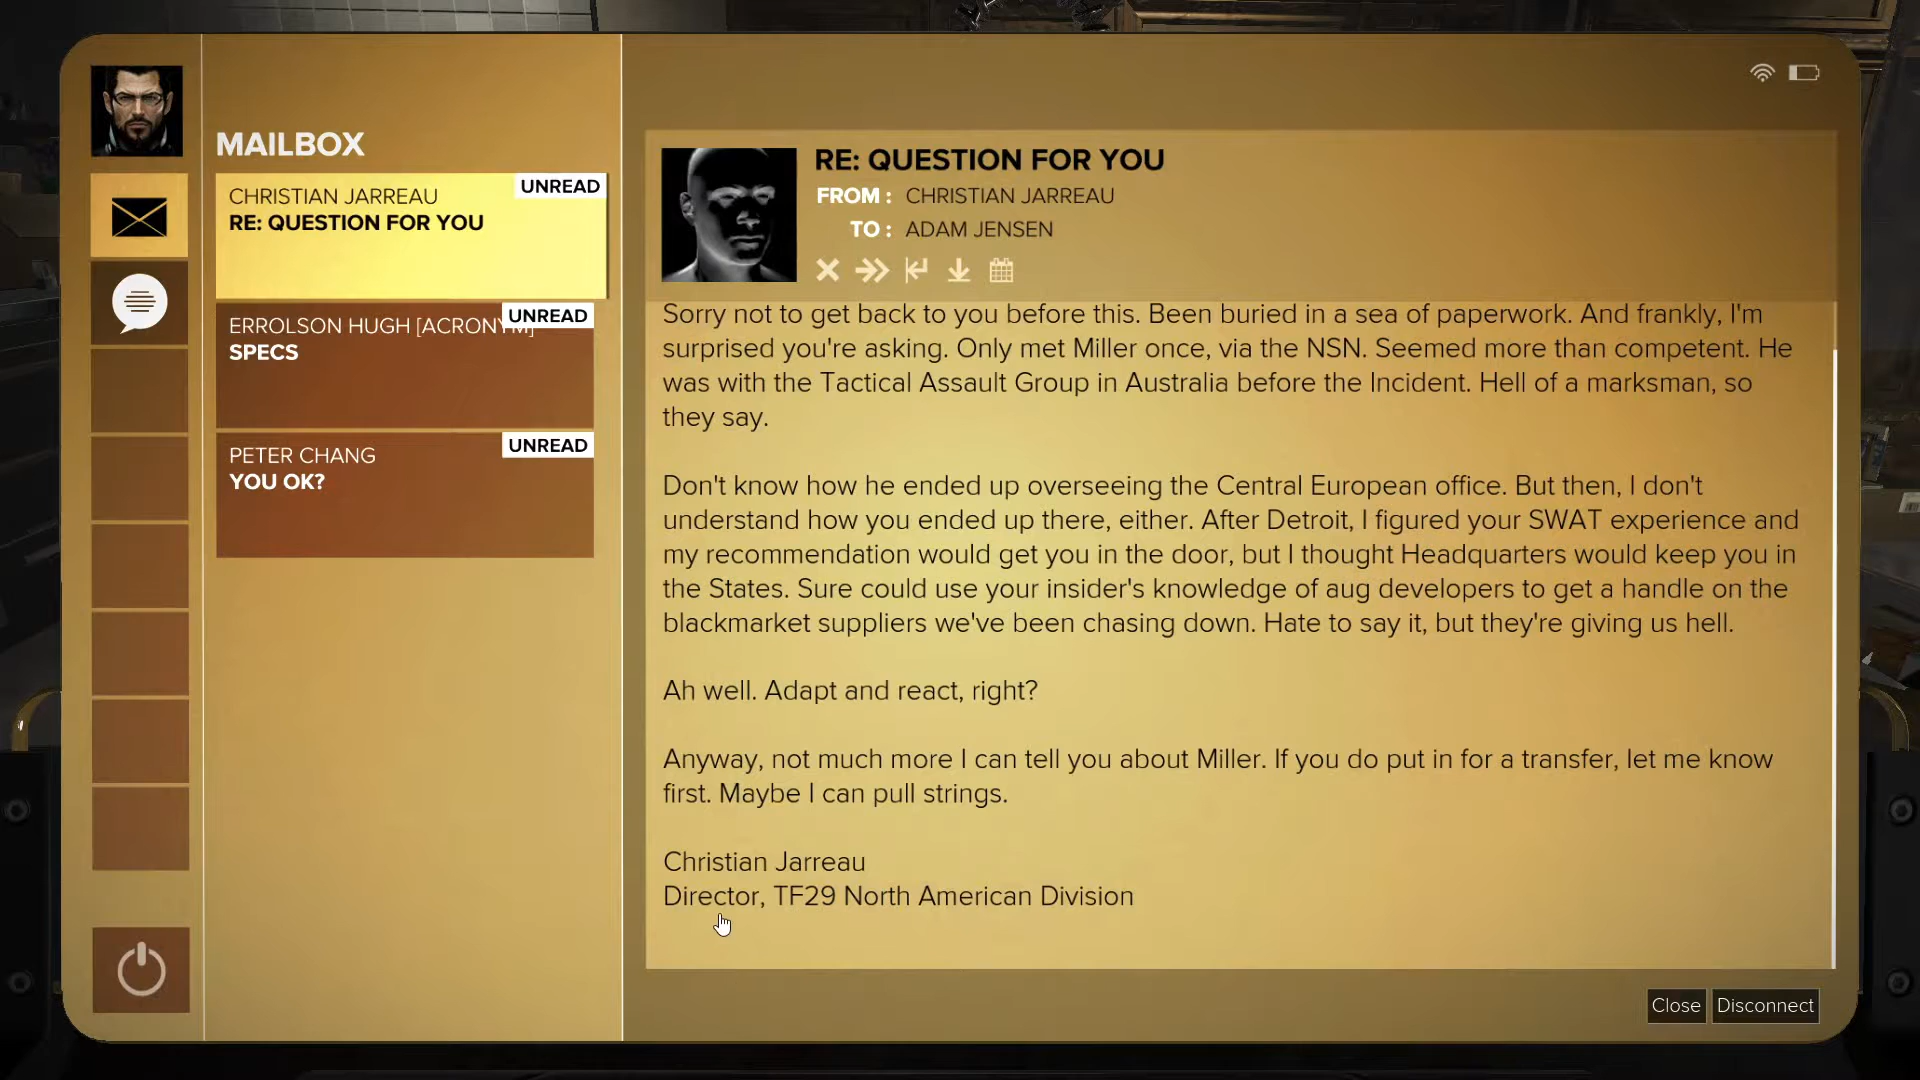 MAILBOX
CHRISTIAN JARREAU
UNREAD
RE: QUESTION FOR YOU
ERROLSON HUGH [ACRONYM]
UNREAD
SPECS
PETER CHANG
UNREAD
YOU OK?
RE: QUESTION FOR YOU
FROM : CHRISTIAN JARREAU
TO : ADAM JENSEN
Sorry not to get back to you before this. Been buried in a sea of paperwork. And frankly, I'm
surprised you're asking. Only met Miller once, via the NSN. Seemed more than competent. He
was with the Tactical Assault Group in Australia before the Incident. Hell of a marksman, so
they say.
Don't know how he ended up overseeing the Central European office. But then, I don't
understand how you ended up there, either. After Detroit, I figured your SWAT experience and
my recommendation would get you in the door, but I thought Headquarters would keep you in
the States. Sure could use your insider's knowledge of aug developers to get a handle on the
blackmarket suppliers we've been chasing down. Hate to say it, but they're giving us hell.
Ah well. Adapt and react, right?
Anyway, not much more I can tell you about Miller. If you do put in for a transfer, let me know
first. Maybe I can pull strings.
Christian Jarreau
Director, TF29 North American Division
Close
Disconnect